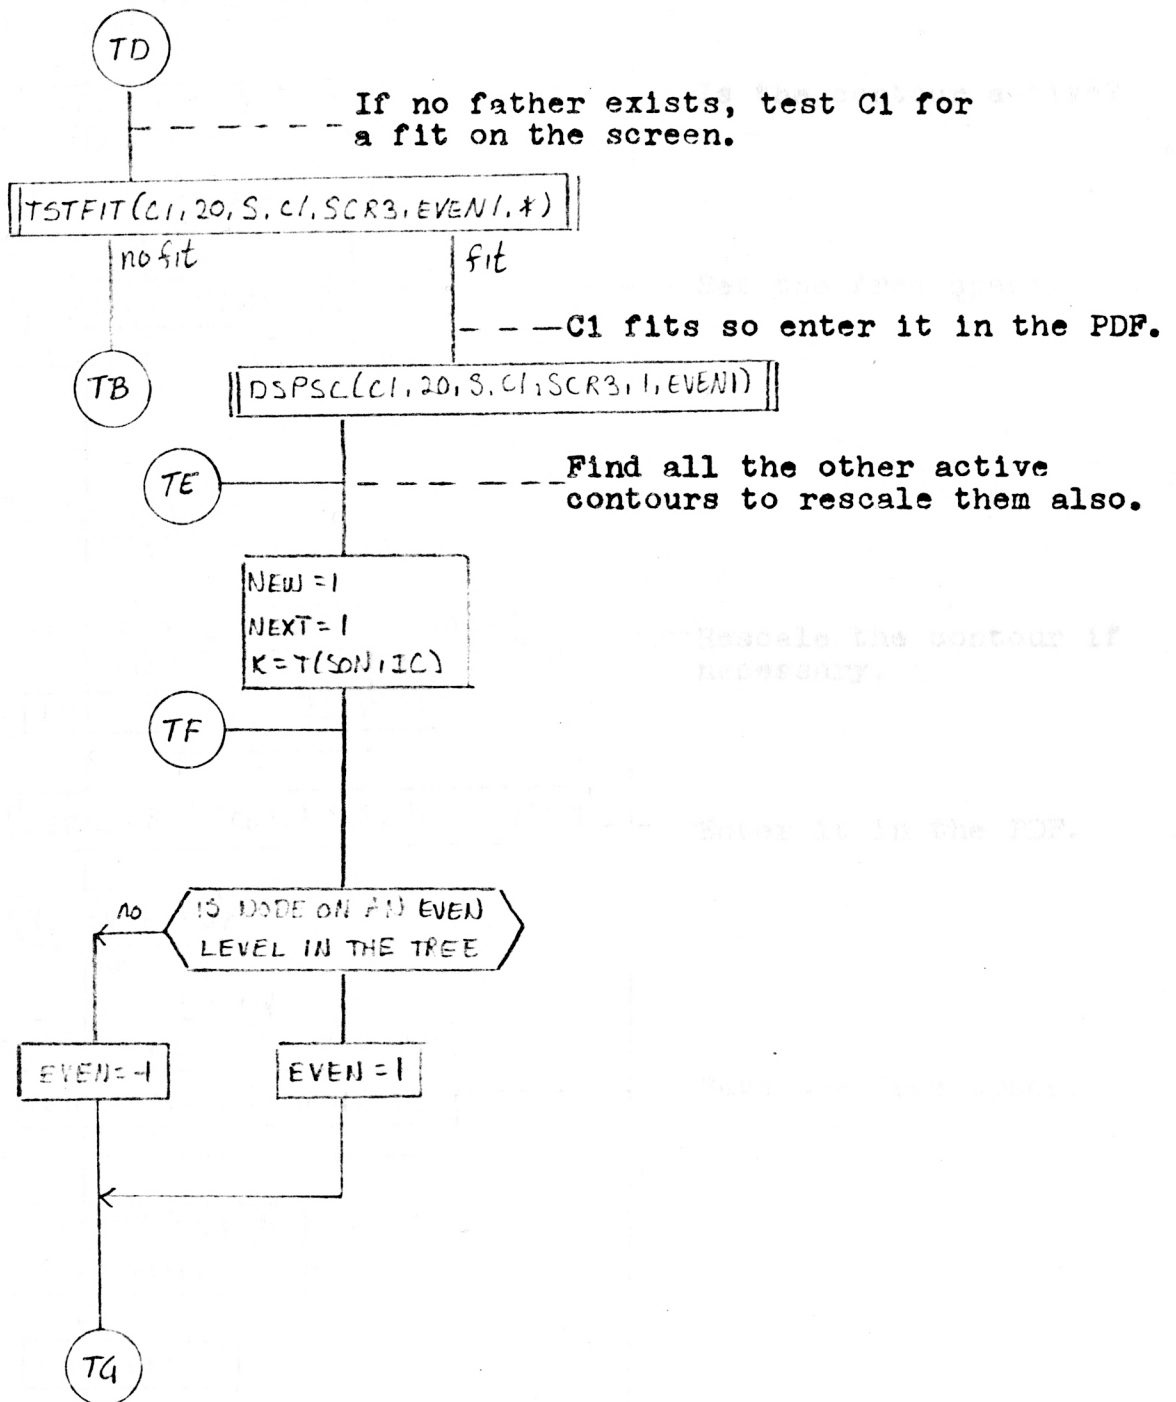 TD
If no father exists, test C1 for
a fit on the screen.
TSTFIT(C1,20,S,C1,SCR3,EVEN1,*)
no fit
fit
C1 fits so enter it in the PDF.
TB
DSPSC(C1,20,S,C1,SCR3,1,EVEN1)
TE
Find all the other active
contours to rescale them also.
NEW=1
NEXT=1
K=T(SON,IC)
Rescale the contour if
necessary.
TF
Enter it in the PDF.
no
IS NODE ON AN EVEN
LEVEL IN THE TREE
EVEN=-1
EVEN=1
TG